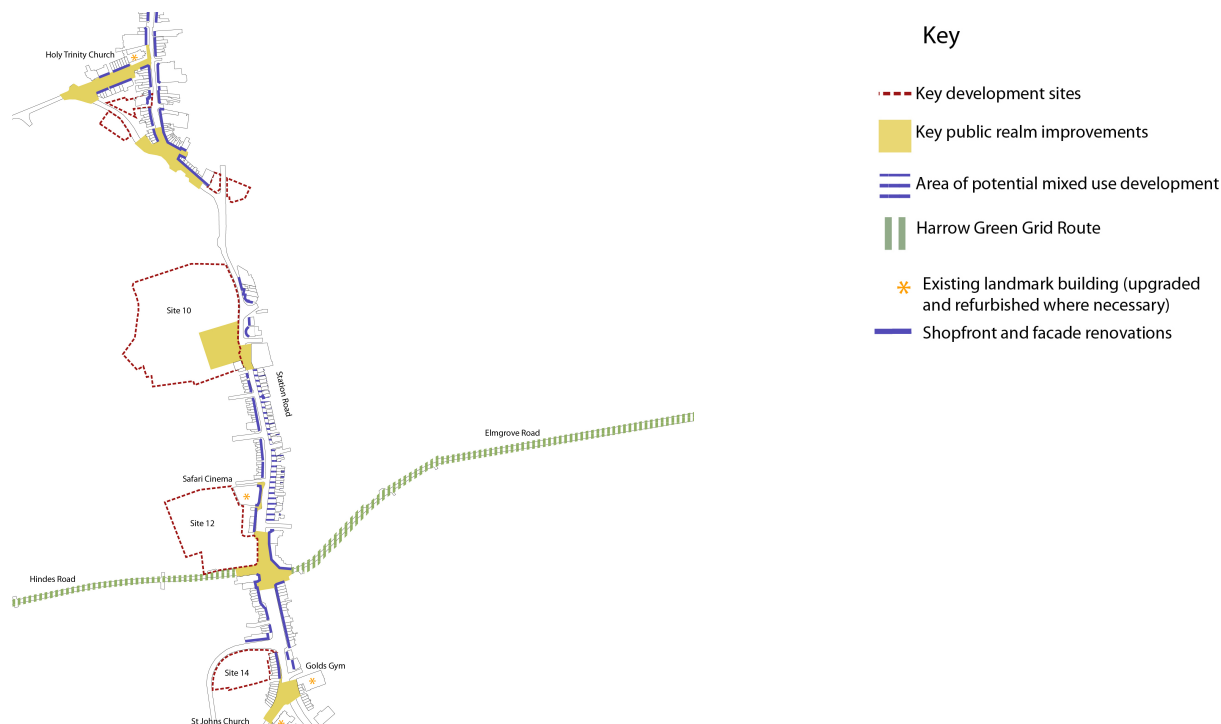 Key
Key development sites
Key public realm improvements
Area of potential mixed use development
Harrow Green Grid Route
Existing landmark building (upgraded
and refurbished where necessary)
Shopfront and facade renovations
Holy Trinity Church
Site 10
Station Road
Elmgrove Road
Safari Cinema
Site 12
Hindes Road
Golds Gym
Site 14
St Johns Church